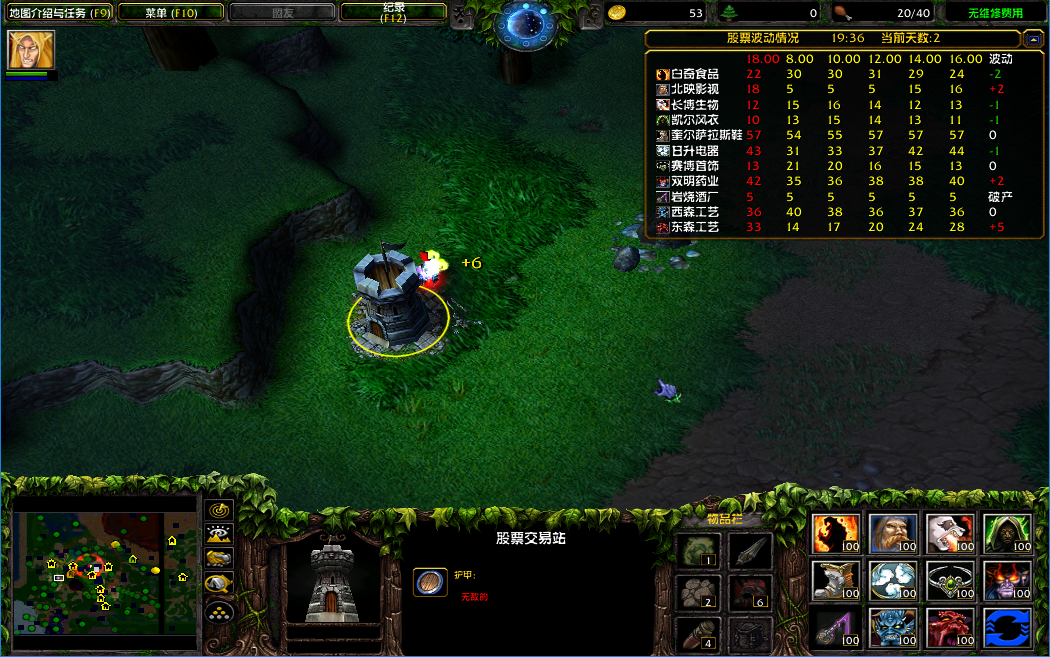 地图介绍与任务 (F9) 菜单 (F10) 盟友 纪录 (F12) 53 0 20/40 无维修费用
股票波动情况 19:36 当前天数:2
18.00 8.00 10.00 12.00 14.00 16.00 波动
白奇食品 22 30 30 31 29 24 -2
北映影视 18 5 5 5 15 16 +2
长博生物 12 15 16 14 12 13 -1
凯尔风衣 10 13 15 14 13 11 -1
奎尔萨拉斯鞋 57 54 55 57 57 57 0
日升电器 43 31 33 37 42 44 -1
赛博首饰 13 21 20 16 15 13 0
双明药业 42 35 36 38 38 40 +2
岩烧酒厂 5 5 5 5 5 5 破产
西森工艺 36 40 38 36 37 36 0
东森工艺 33 14 17 20 24 28 +5
+6
股票交易站
护甲:
无敌的
物品栏
1
2 6
4
100 100 100 100
100 100 100 100
100 100 100